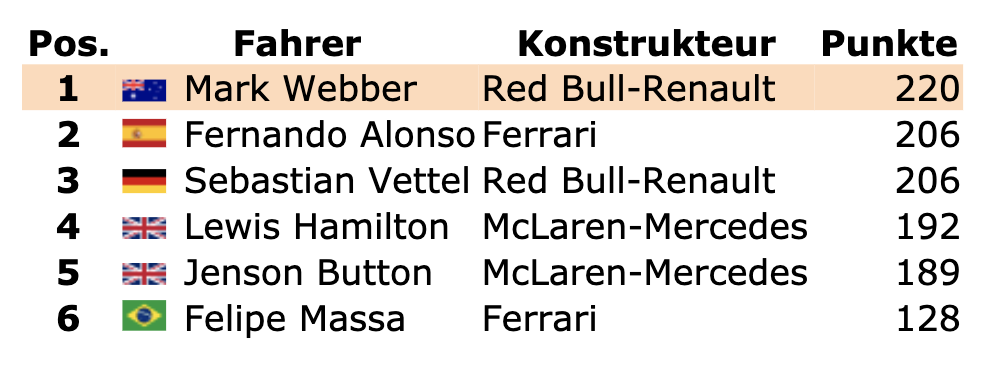 Pos. Fahrer Konstrukteur Punkte
1 Mark Webber Red Bull-Renault 220
2 Fernando Alonso Ferrari 206
3 Sebastian Vettel Red Bull-Renault 206
4 Lewis Hamilton McLaren-Mercedes 192
5 Jenson Button McLaren-Mercedes 189
6 Felipe Massa Ferrari 128